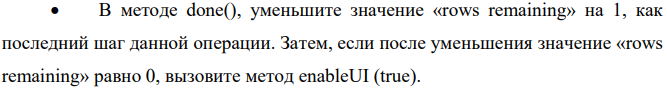 • В методе done(), уменьшите значение «rows remaining» на 1, как
последний шаг данной операции. Затем, если после уменьшения значение «rows
remaining» равно 0, вызовите метод enableUI (true).